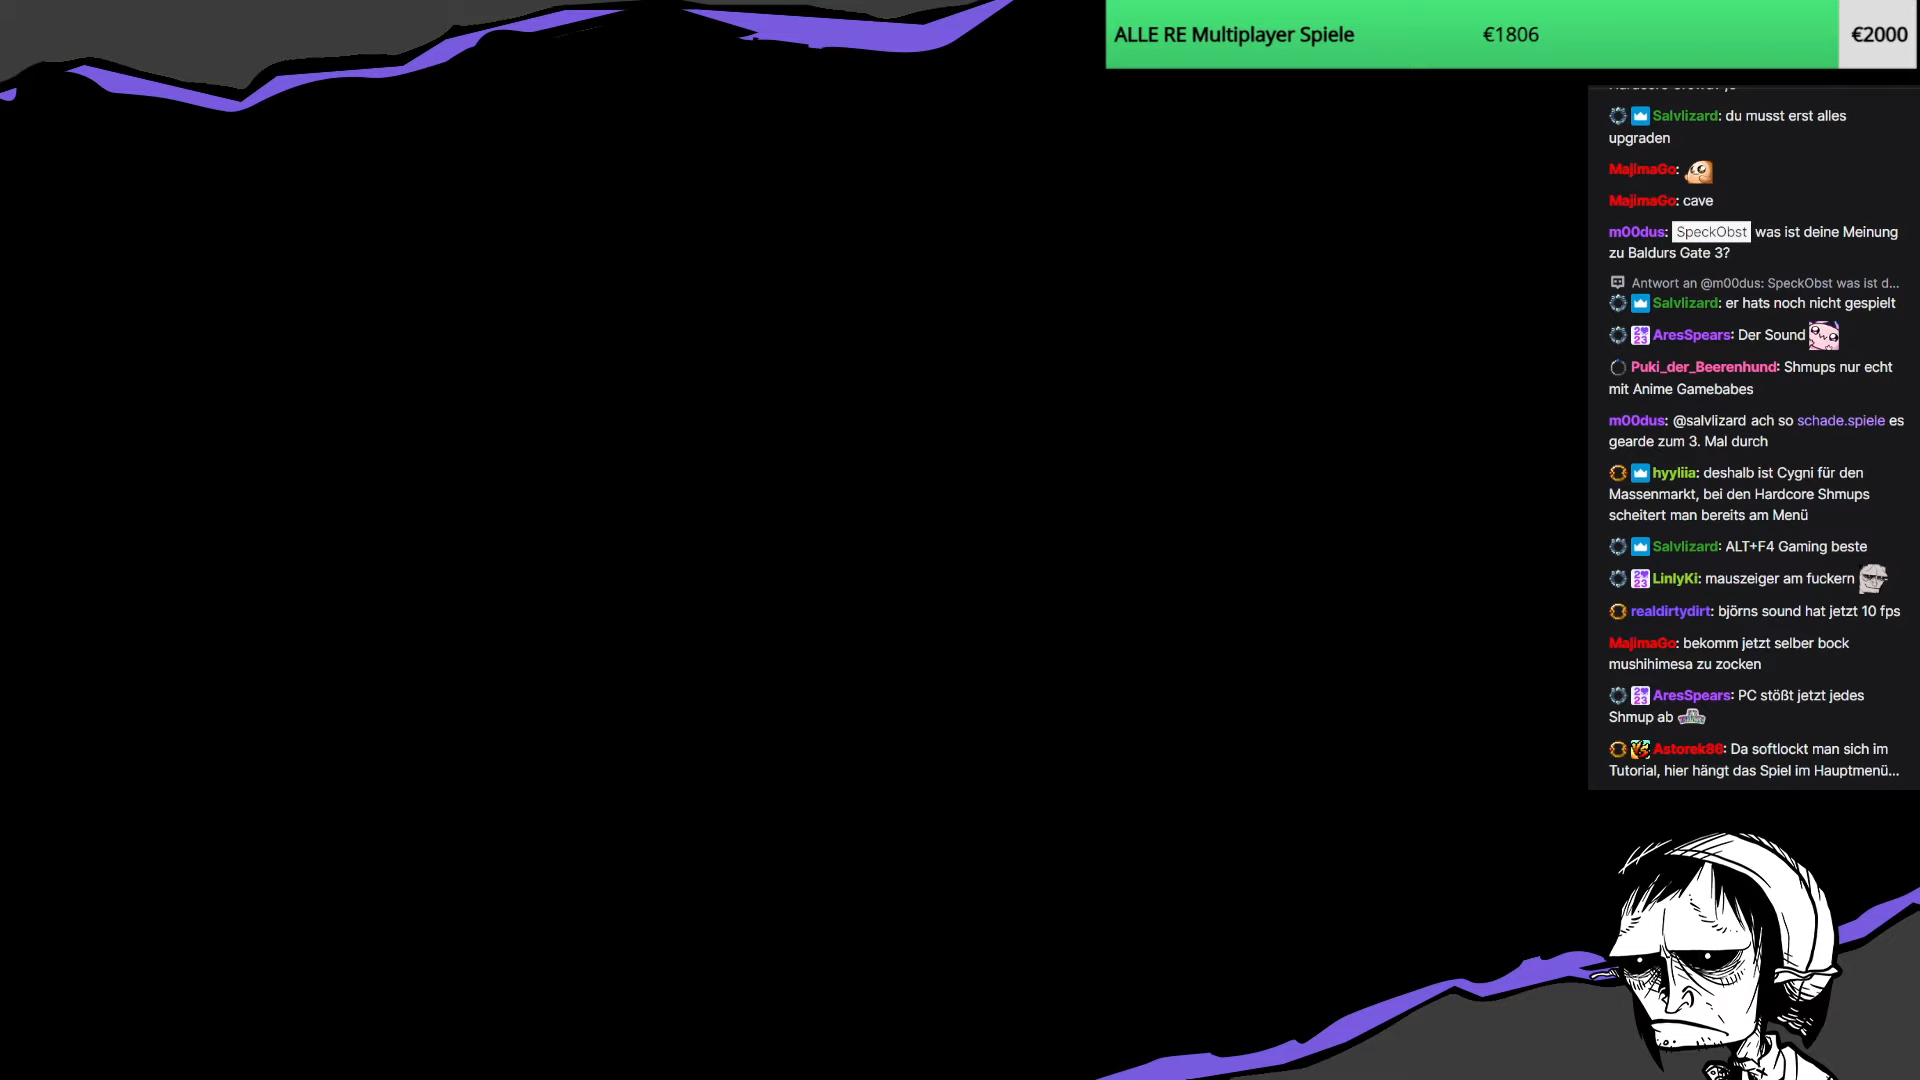 ALLE RE Multiplayer Spiele €1806 €2000
Salvlizard: du musst erst alles
upgraden
MajimaGo:
MajimaGo: cave
m00dus: SpeckObst was ist deine Meinung
zu Baldurs Gate 3?
Antwort an @m00dus: SpeckObst was ist d...
Salvlizard: er hats noch nicht gespielt
AresSpears: Der Sound
Puki_der_Beerenhund: Shmups nur echt
mit Anime Gamebabes
m00dus: @salvlizard ach so schade.spiele es
gearde zum 3. Mal durch
hyyliia: deshalb ist Cygni für den
Massenmarkt, bei den Hardcore Shmups
scheitert man bereits am Menü
Salvlizard: ALT+F4 Gaming beste
LinlyKi: mauszeiger am fuckern
realdirtydirt: björns sound hat jetzt 10 fps
MajimaGo: bekomm jetzt selber bock
mushihimesa zu zocken
AresSpears: PC stößt jetzt jedes
Shmup ab
Astorek86: Da softlockt man sich im
Tutorial, hier hängt das Spiel im Hauptmenü...